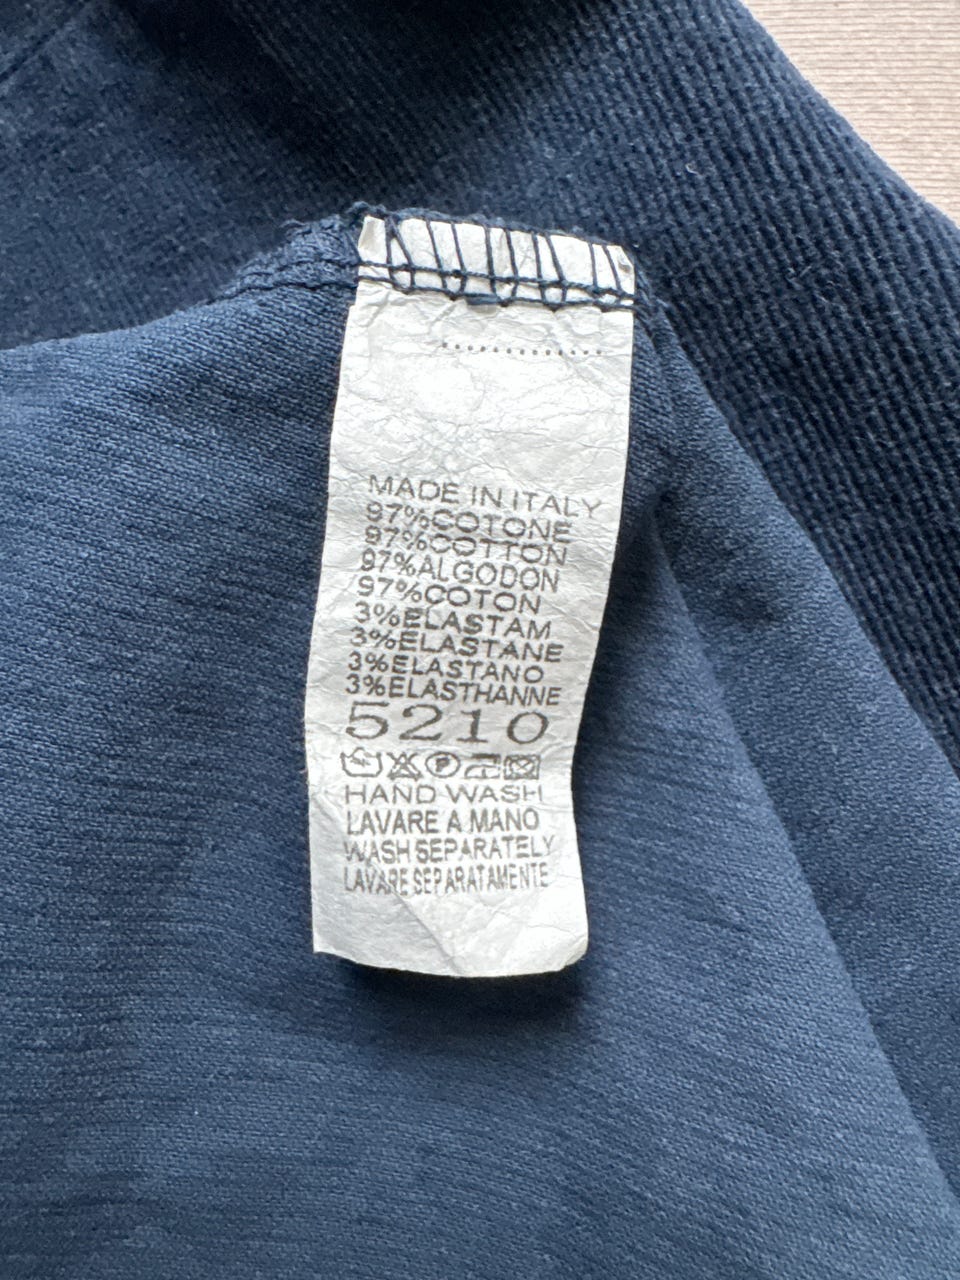 MADE IN ITALY
97%COTONE
97%COTTON
97%ALGODON
97%COTON
3%ELASTAM
3%ELASTANE
3%ELASTANO
3%ELASTHANNE
5210
P
HAND WASH
LAVARE A MANO
WASH SEPARATELY
LAVARE SEPARATAMENTE